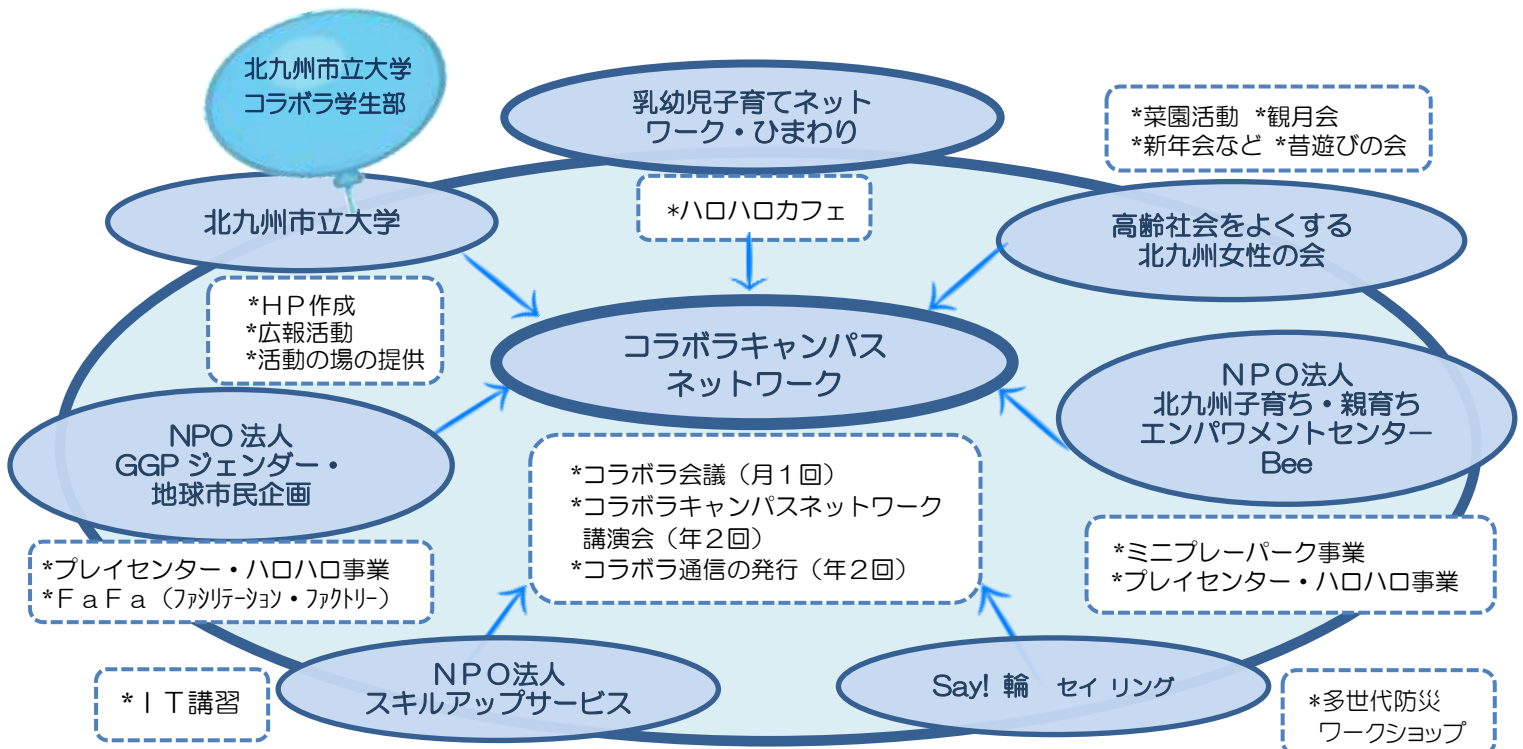 北九州市立大学
コラボラ学生部
乳幼児子育てネット
ワーク・ひまわり
*菜園活動 *観月会
*新年会など *昔遊びの会
北九州市立大学
*ハロハロカフェ
高齢社会をよくする
北九州女性の会
*ＨＰ作成
*広報活動
*活動の場の提供
コラボラキャンパス
ネットワーク
ＮＰＯ法人
北九州子育ち・親育ち
エンパワメントセンター
Bee
NPO 法人
GGP ジェンダー・
地球市民企画
*コラボラ会議（月１回）
*コラボラキャンパスネットワーク
講演会（年２回）
*コラボラ通信の発行（年２回）
*プレイセンター・ハロハロ事業
*ＦａＦａ（ﾌｧｼﾘﾃｰｼｮﾝ・ﾌｧｸﾄﾘｰ）
*ミニプレーパーク事業
*プレイセンター・ハロハロ事業
*ＩＴ講習
ＮＰＯ法人
スキルアップサービス
Say! 輪 セイ リング
*多世代防災
ワークショップ